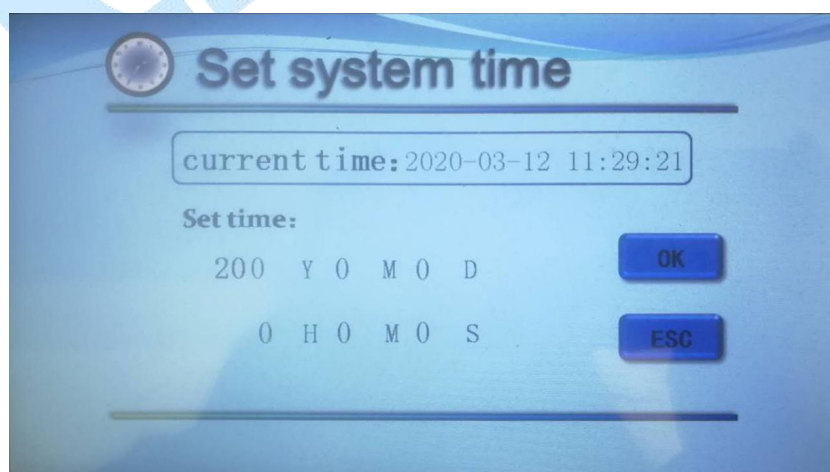 Set system time
current time:2020-03-12 11:29:21
Set time:
200 Y 0 M 0 D
OK
0 H 0 M 0 S
ESC